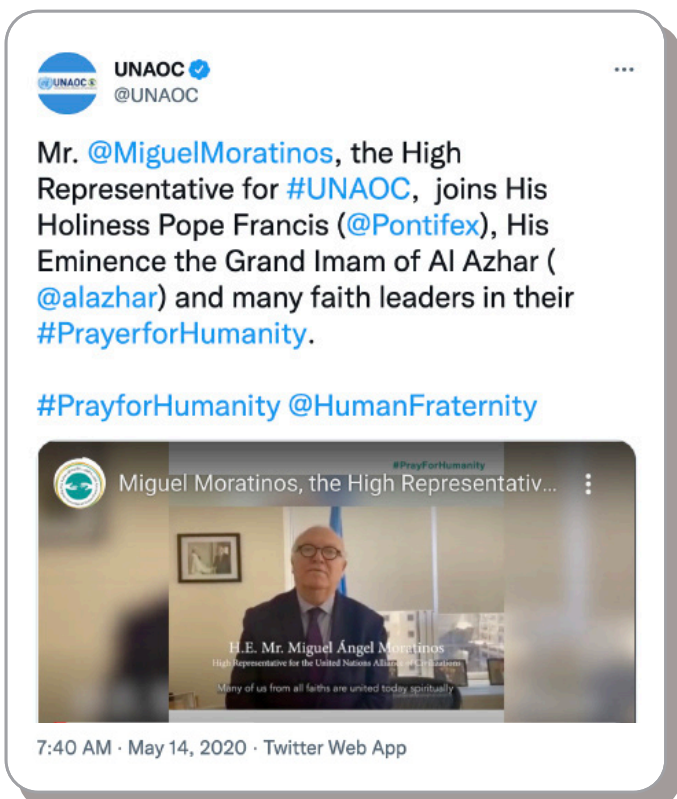 UNAOC
@UNAOC
UNAOC
Mr. @MiguelMoratinos, the High
Representative for #UNAOC, joins His
Holiness Pope Francis (@Pontifex), His
Eminence the Grand Imam of Al Azhar (
@alazhar) and many faith leaders in their
#PrayerforHumanity.
#PrayforHumanity @HumanFraternity
#PrayForHumanity
Miguel Moratinos, the High Representativ...
H.E. Mr. Miguel Ángel Moratinos
High Representative for the United Nations Alliance of Civilizations
Many of us from all faiths are united today spiritually
7:40 AM · May 14, 2020 · Twitter Web App